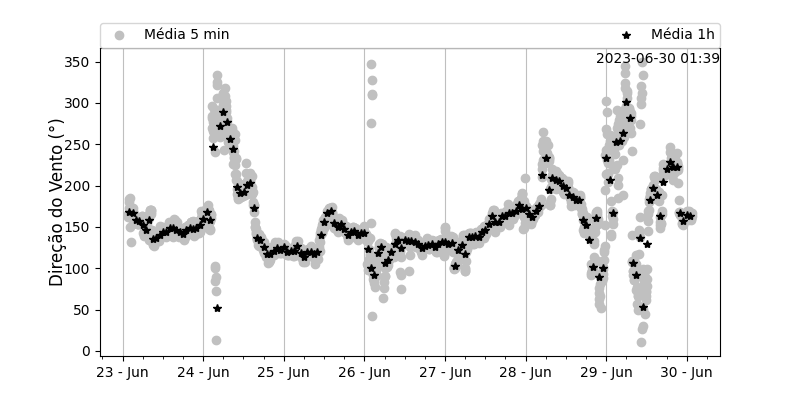 Média 5 min
Média 1h
2023-06-30 01:39
Direção do Vento (°)
350
300
250
200
150
100
50
0
23 - Jun
24 - Jun
25 - Jun
26 - Jun
27 - Jun
28 - Jun
29 - Jun
30 - Jun